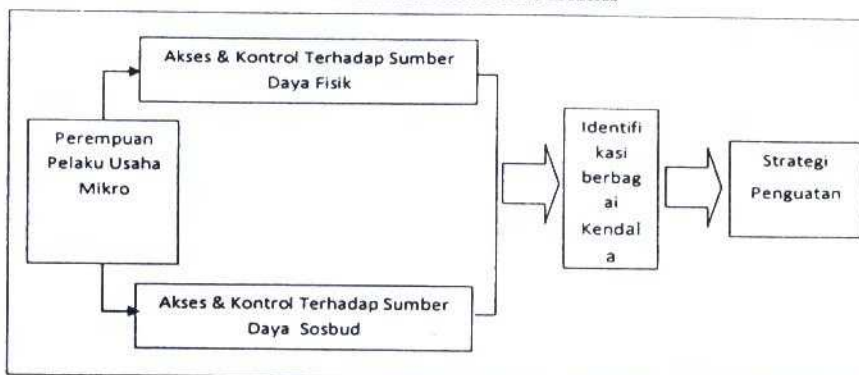 Akses & Kontrol Terhadap Sumber
Daya Fisik
Perempuan
Pelaku Usaha
Mikro
Identifi
kasi
berbag
ai
Kendal
a
Strategi
Penguatan
Akses & Kontrol Terhadap Sumber
Daya Sosbud